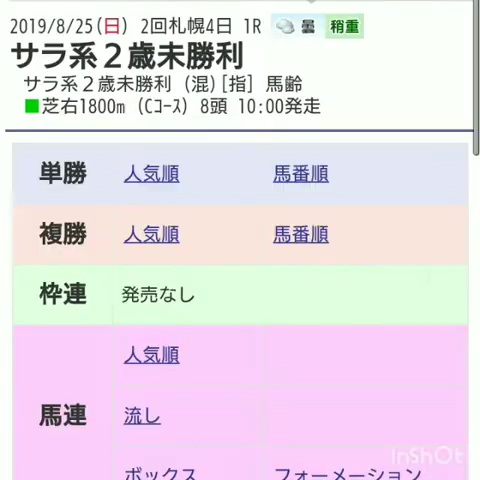 2019/8/25(日) 2回札幌4日 1R 曇 稍重
サラ系２歳未勝利
サラ系２歳未勝利 (混)[指] 馬齢
芝右1800m (Cｺｰｽ) 8頭 10:00発走
単勝 人気順 馬番順
複勝 人気順 馬番順
枠連 発売なし
人気順
馬連 流し
ボックス フォーメーション
InShOt